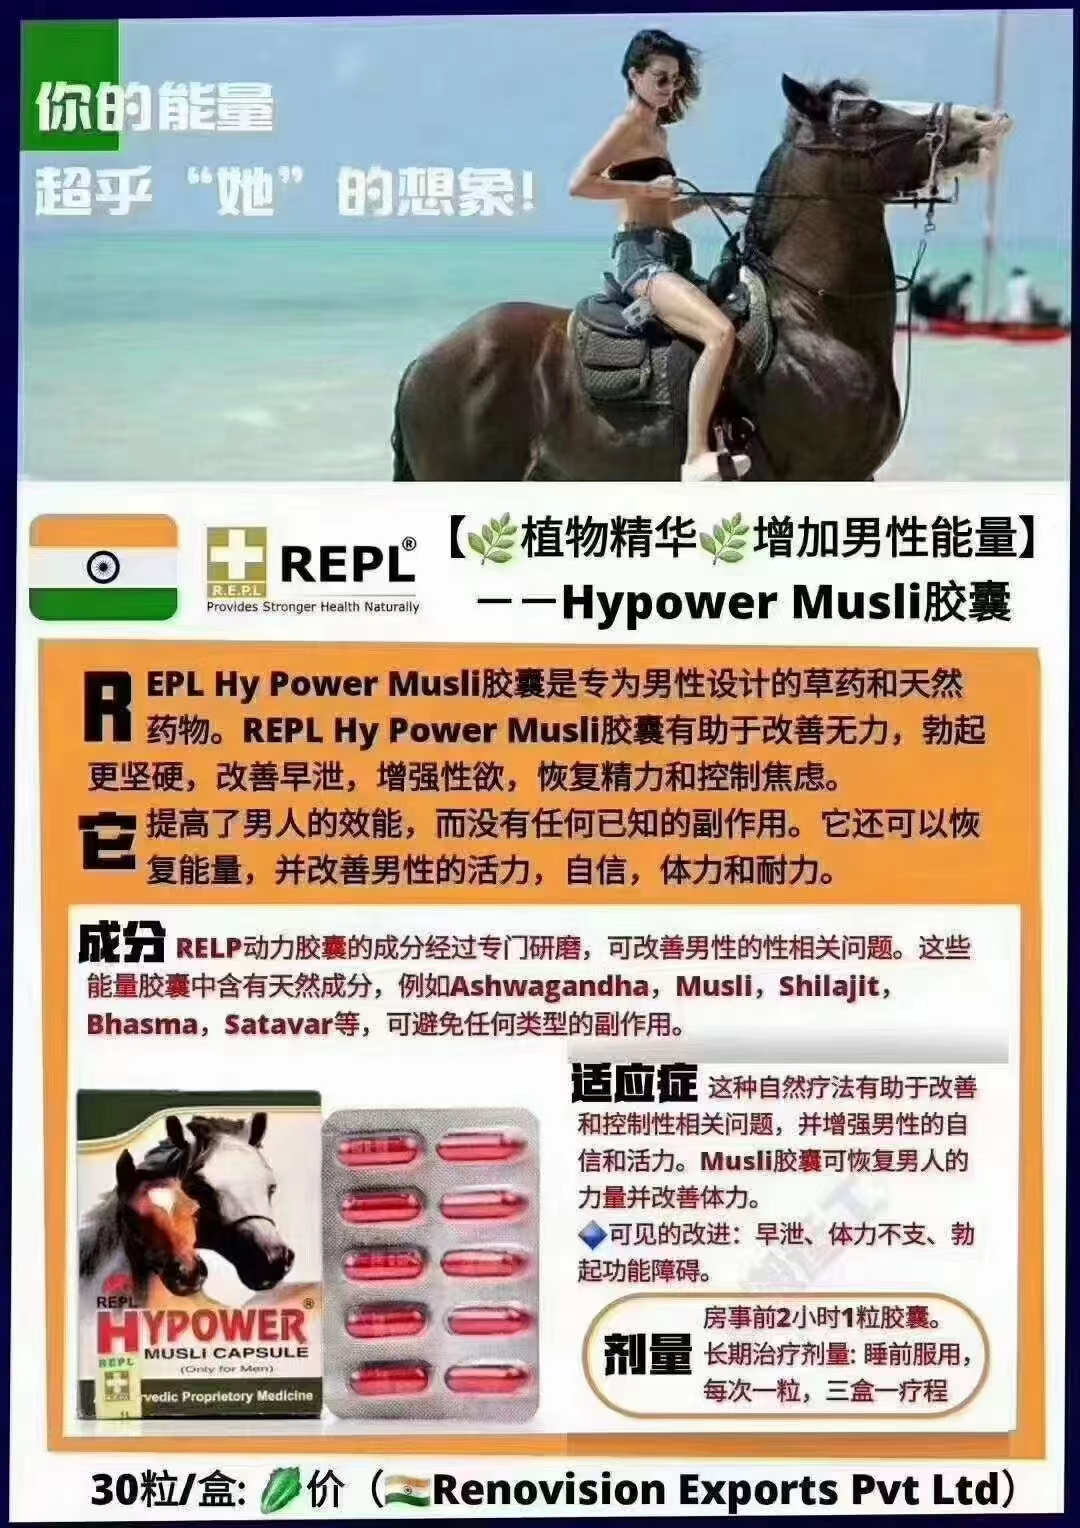 你的能量
超乎“她”的想象！
REPL®
R.E.P.L
Provides Stronger Health Naturally
【🌿植物精华🌿增加男性能量】
——Hypower Musli胶囊
REPL Hy Power Musli胶囊是专为男性设计的草药和天然
药物。REPL Hy Power Musli胶囊有助于改善无力，勃起
更坚硬，改善早泄，增强性欲，恢复精力和控制焦虑。
它提高了男人的效能，而没有任何已知的副作用。它还可以恢
复能量，并改善男性的活力，自信，体力和耐力。
成分 RELP动力胶囊的成分经过专门研磨，可改善男性的性相关问题。这些
能量胶囊中含有天然成分，例如Ashwagandha，Musli，Shilajit，
Bhasma，Satavar等，可避免任何类型的副作用。
适应症 这种自然疗法有助于改善
和控制性相关问题，并增强男性的自
信和活力。Musli胶囊可恢复男人的
力量并改善体力。
🔷可见的改进：早泄、体力不支、勃
起功能障碍。
剂量
房事前2小时1粒胶囊。
长期治疗剂量: 睡前服用，
每次一粒，三盒一疗程
REPL
HYPOWER®
MUSLI CAPSULE
(Only for Men)
REPL
vedic Proprietory Medicine
30粒/盒: 🥬价（🇮🇳Renovision Exports Pvt Ltd）